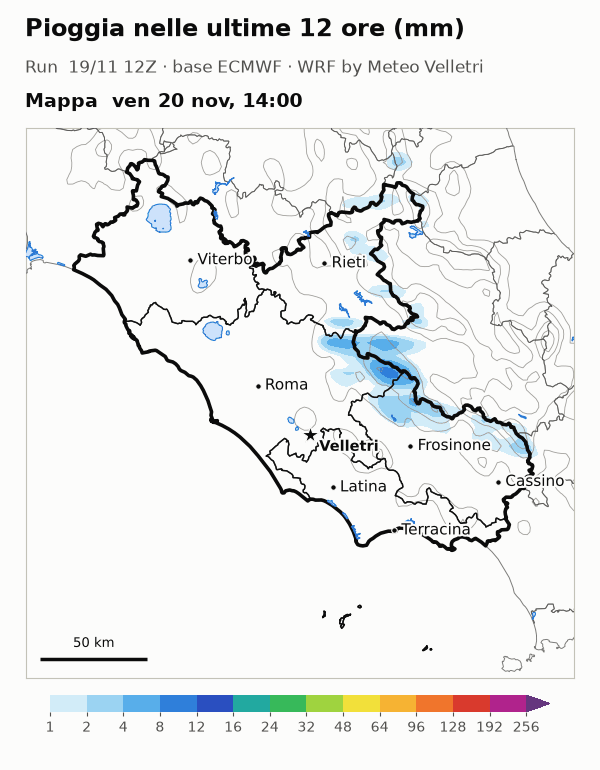 Pioggia nelle ultime 12 ore (mm)
Run  19/11 12Z · base ECMWF · WRF by Meteo Velletri
Mappa  ven 20 nov, 14:00
Viterbo
Rieti
Roma
Velletri
Frosinone
Latina
Cassino
Terracina
50 km
1 2 4 8 12 16 24 32 48 64 96 128 192 256